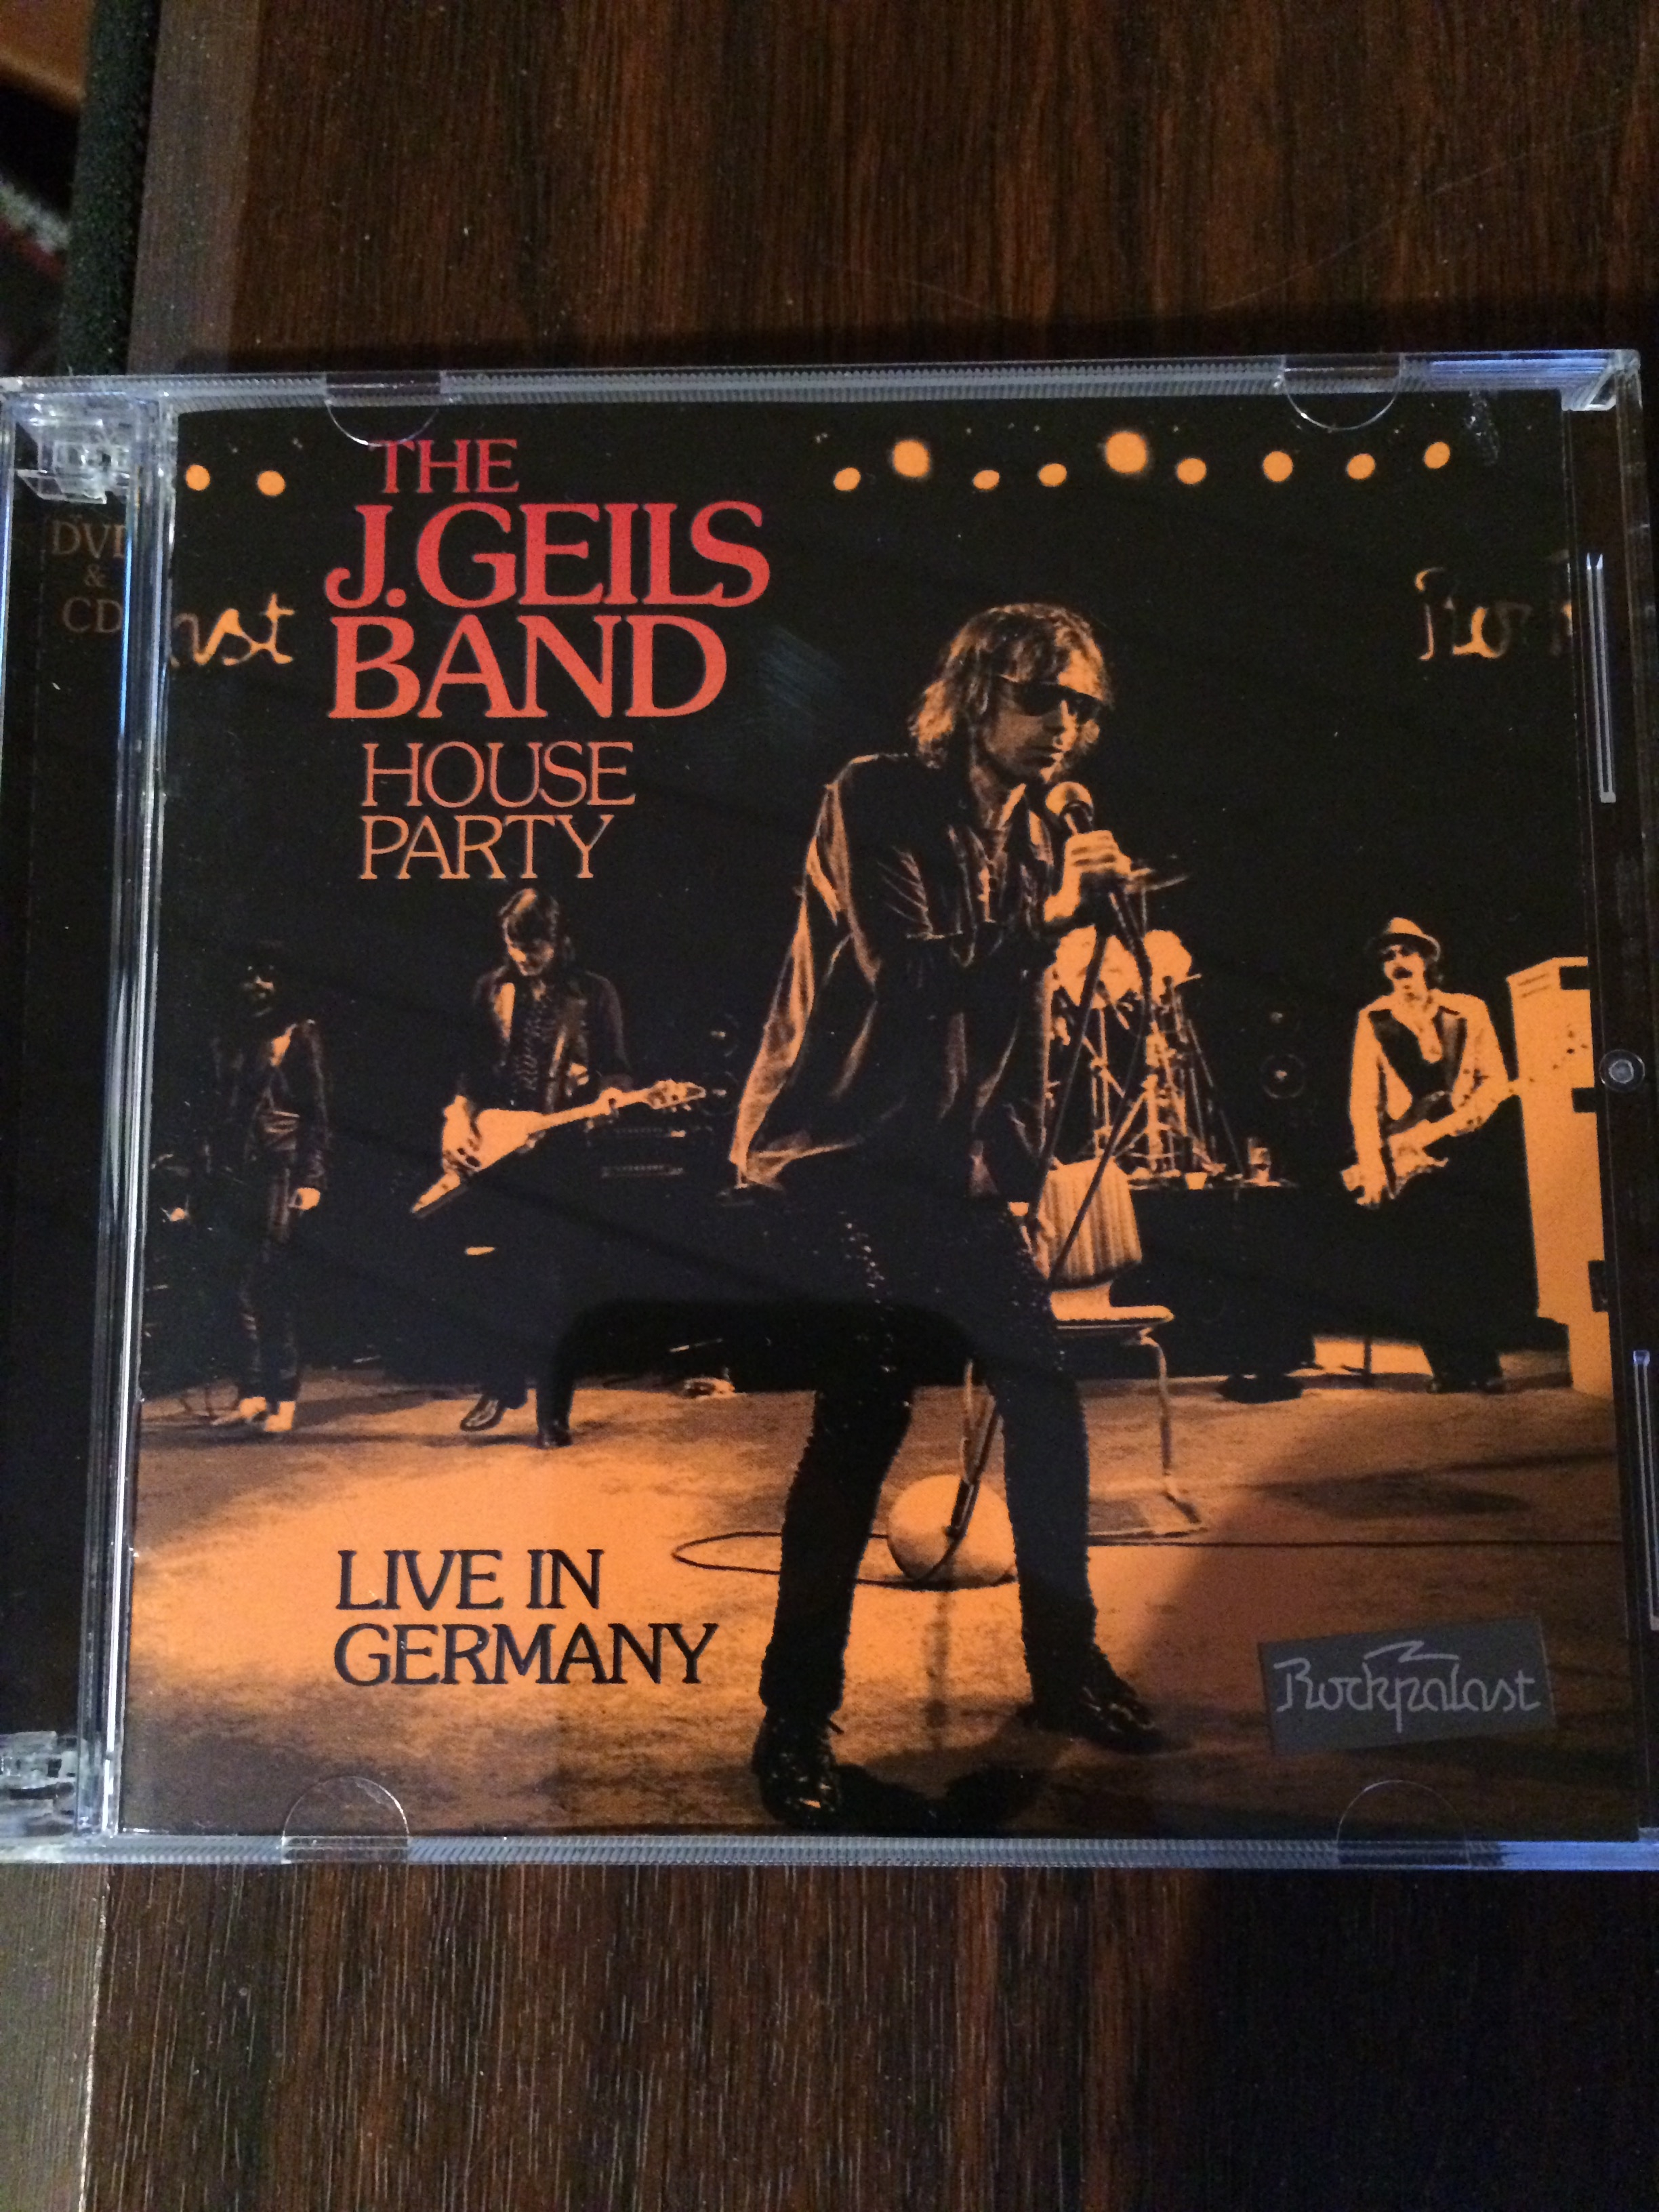 THE
J. GEILS
BAND
HOUSE
PARTY
DVD
&
CD
LIVE IN
GERMANY
Rockpalast